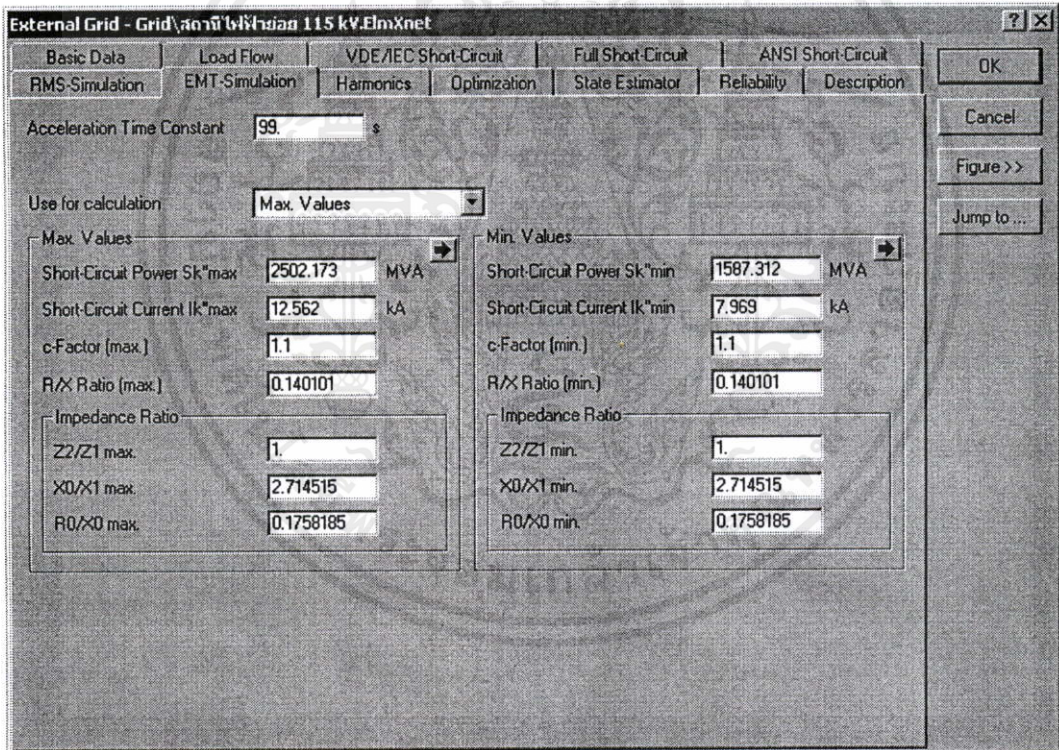 External Grid - Grid\สถานีไฟฟ้าย่อย 115 kV.ElmXnet
Basic Data Load Flow VDE/IEC Short-Circuit Full Short-Circuit ANSI Short-Circuit
RMS-Simulation EMT-Simulation Harmonics Optimization State Estimator Reliability Description
OK
Cancel
Figure >>
Jump to ...
Acceleration Time Constant 99. s
Use for calculation Max. Values
Max. Values
Short-Circuit Power Sk"max 2502.173 MVA
Short-Circuit Current Ik"max 12.562 kA
c-Factor (max.) 1.1
R/X Ratio (max.) 0.140101
Impedance Ratio
Z2/Z1 max. 1.
X0/X1 max. 2.714515
R0/X0 max. 0.1758185
Min. Values
Short-Circuit Power Sk"min 1587.312 MVA
Short-Circuit Current Ik"min 7.969 kA
c-Factor (min.) 1.1
R/X Ratio (min.) 0.140101
Impedance Ratio
Z2/Z1 min. 1.
X0/X1 min. 2.714515
R0/X0 min. 0.1758185